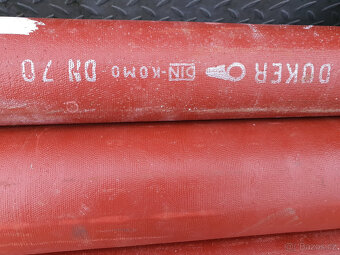 DÜKER DIN-KOMO DN 70